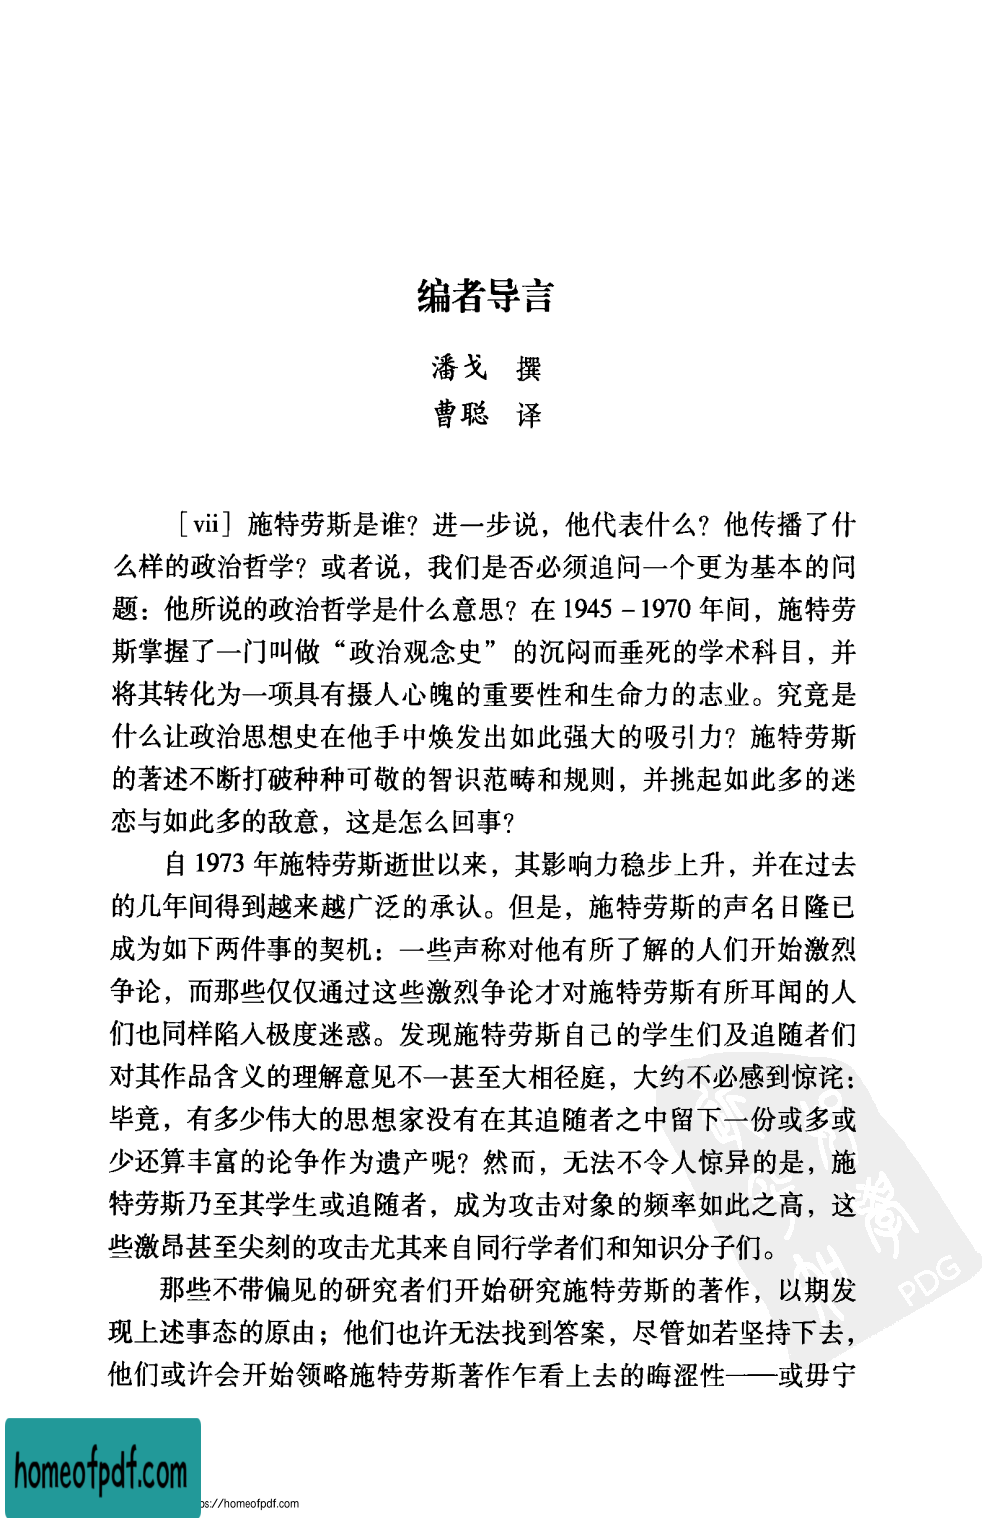 编者导言
潘戈 撰
曹聪 译
［vii］施特劳斯是谁？进一步说，他代表什么？他传播了什
么样的政治哲学？或者说，我们是否必须追问一个更为基本的问
题：他所说的政治哲学是什么意思？在 1945－1970 年间，施特劳
斯掌握了一门叫做“政治观念史”的沉闷而垂死的学术科目，并
将其转化为一项具有摄人心魄的重要性和生命力的志业。究竟是
什么让政治思想史在他手中焕发出如此强大的吸引力？施特劳斯
的著述不断打破种种可敬的智识范畴和规则，并挑起如此多的迷
恋与如此多的敌意，这是怎么回事？
自 1973 年施特劳斯逝世以来，其影响力稳步上升，并在过去
的几年间得到越来越广泛的承认。但是，施特劳斯的声名日隆已
成为如下两件事的契机：一些声称对他有所了解的人们开始激烈
争论，而那些仅仅通过这些激烈争论才对施特劳斯有所耳闻的人
们也同样陷入极度迷惑。发现施特劳斯自己的学生们及追随者们
对其作品含义的理解意见不一甚至大相径庭，大约不必感到惊诧：
毕竟，有多少伟大的思想家没有在其追随者之中留下一份或多或
少还算丰富的论争作为遗产呢？然而，无法不令人惊异的是，施
特劳斯乃至其学生或追随者，成为攻击对象的频率如此之高，这
些激昂甚至尖刻的攻击尤其来自同行学者们和知识分子们。
那些不带偏见的研究者们开始研究施特劳斯的著作，以期发
现上述事态的原由；他们也许无法找到答案，尽管如若坚持下去，
他们或许会开始领略施特劳斯著作乍看上去的晦涩性——或毋宁
PDG
homeofpdf.com
ps://homeofpdf.com